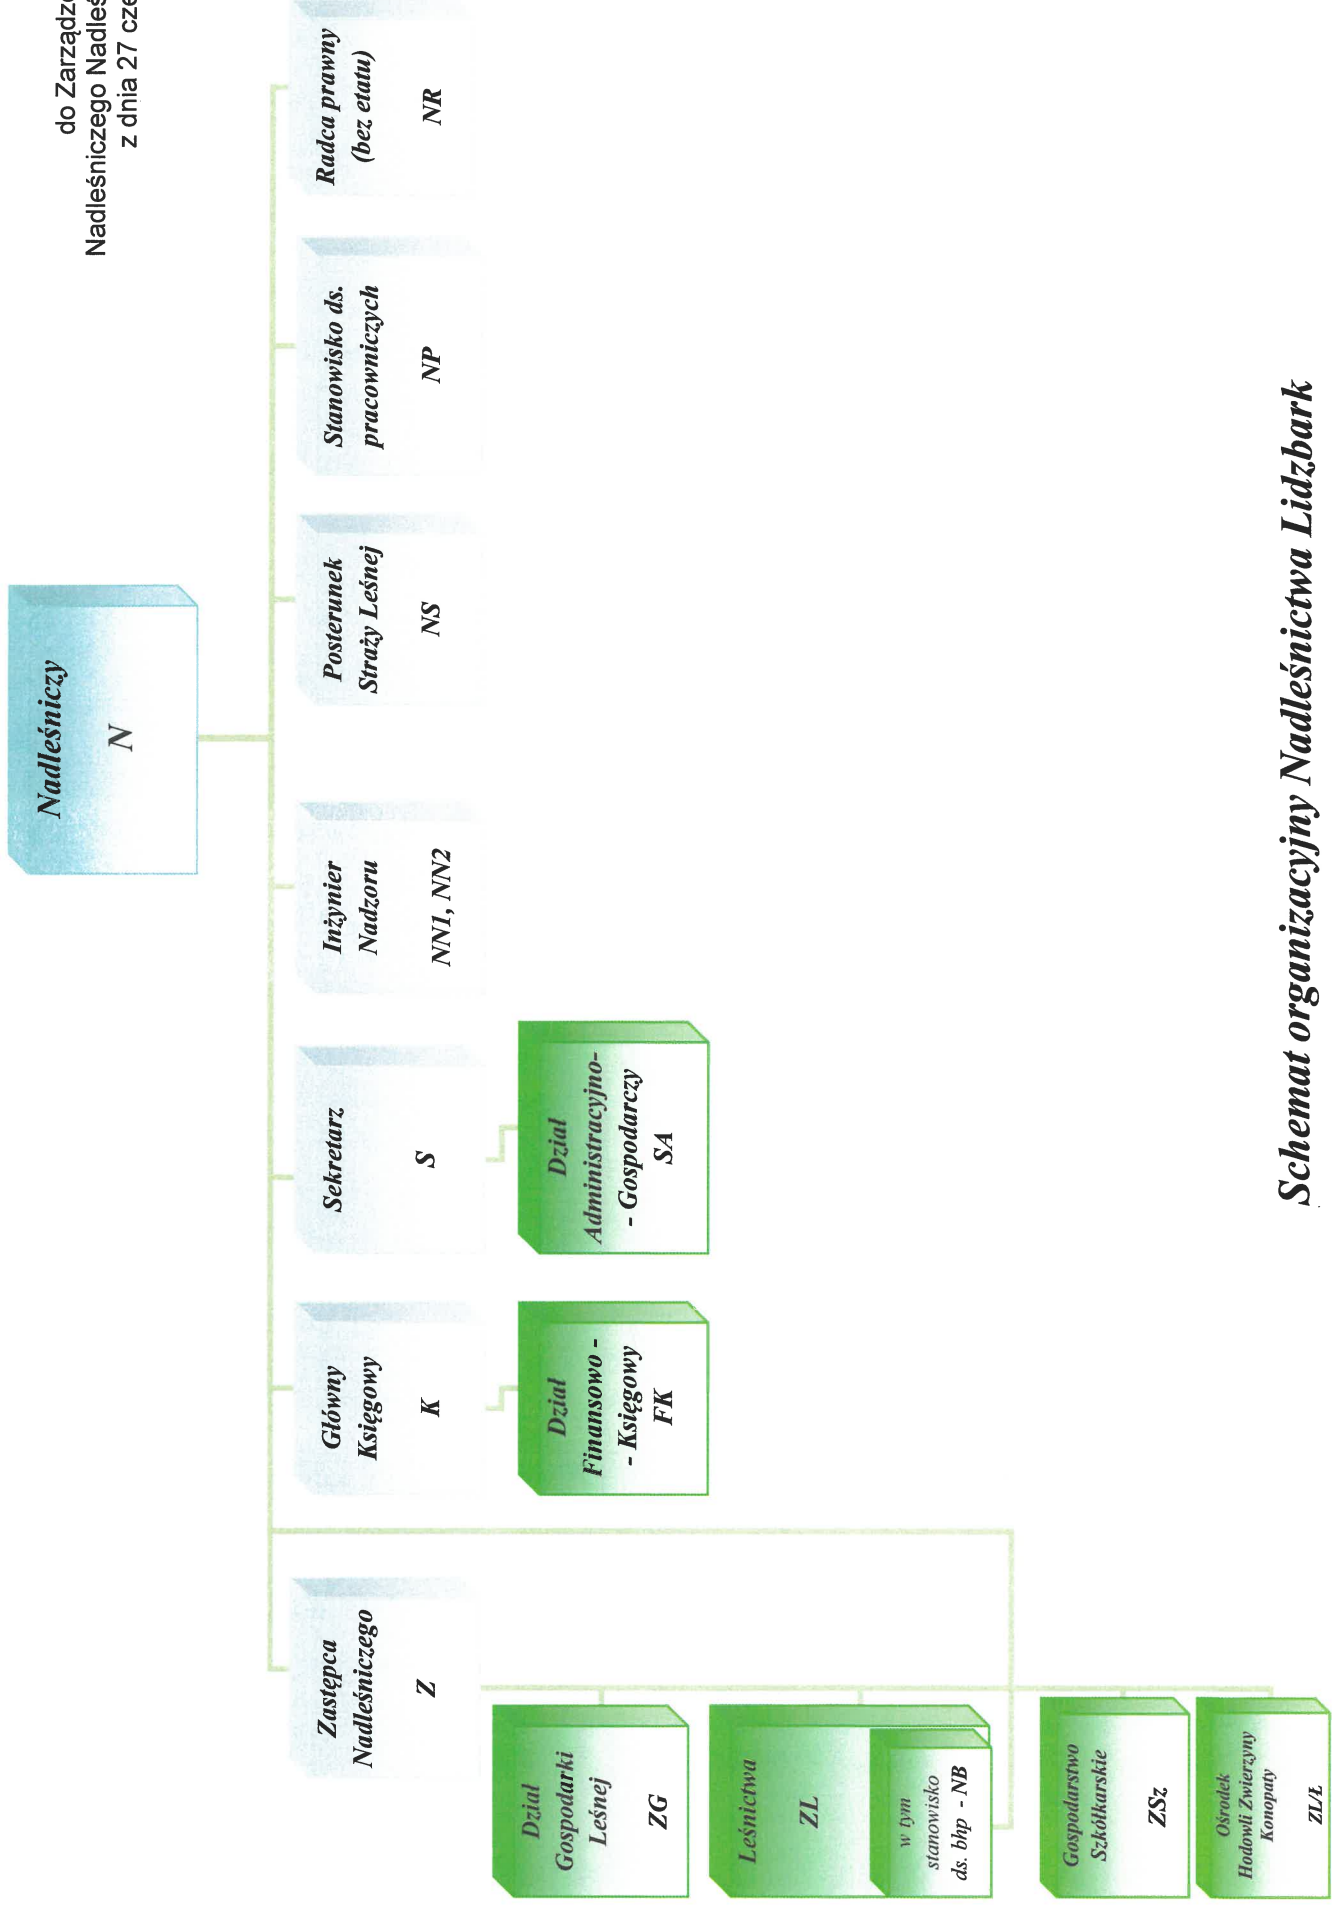 do Zarządze
Nadleśniczego Nadleś
z dnia 27 cze
Nadleśniczy
N
Zastępca
Nadleśniczego
Z
Główny
Księgowy
K
Sekretarz
S
Inżynier
Nadzoru
NN1, NN2
Posterunek
Straży Leśnej
NS
Stanowisko ds.
pracowniczych
NP
Radca prawny
(bez etatu)
NR
Dział
Gospodarki
Leśnej
ZG
Dział
Finansowo -
- Księgowy
FK
Dział
Administracyjno-
- Gospodarczy
SA
Leśnictwa
ZL
w tym
stanowisko
ds. bhp - NB
Gospodarstwo
Szkółkarskie
ZSz
Ośrodek
Hodowli Zwierzyny
Konopaty
ZL/Ł
Schemat organizacyjny Nadleśnictwa Lidzbark